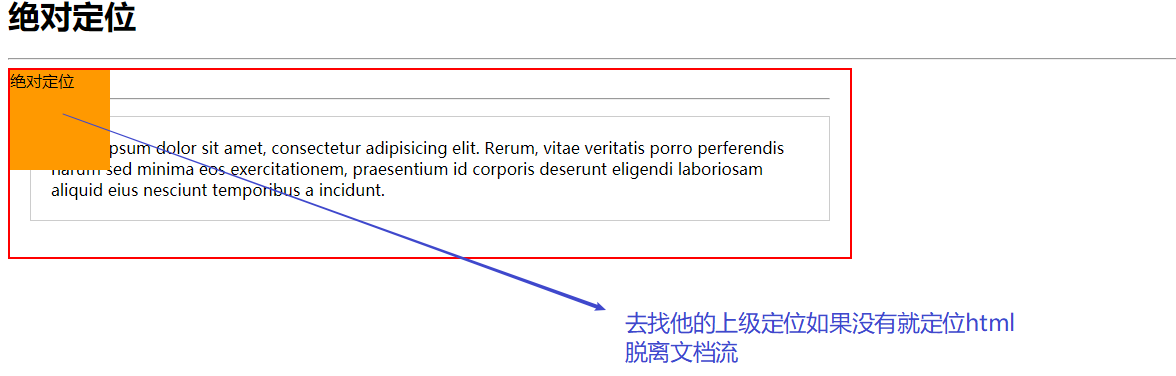 绝对定位
绝对定位
ipsum dolor sit amet, consectetur adipisicing elit. Rerum, vitae veritatis porro perferendis
harum sed minima eos exercitationem, praesentium id corporis deserunt eligendi laboriosam
aliquid eius nesciunt temporibus a incidunt.
去找他的上级定位如果没有就定位html
脱离文档流